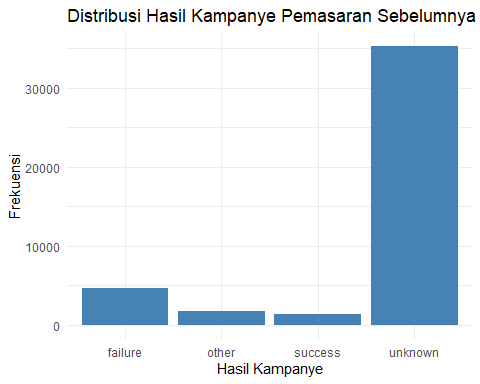 Distribusi Hasil Kampanye Pemasaran Sebelumnya
Frekuensi
30000
20000
10000
0
failure other success unknown
Hasil Kampanye